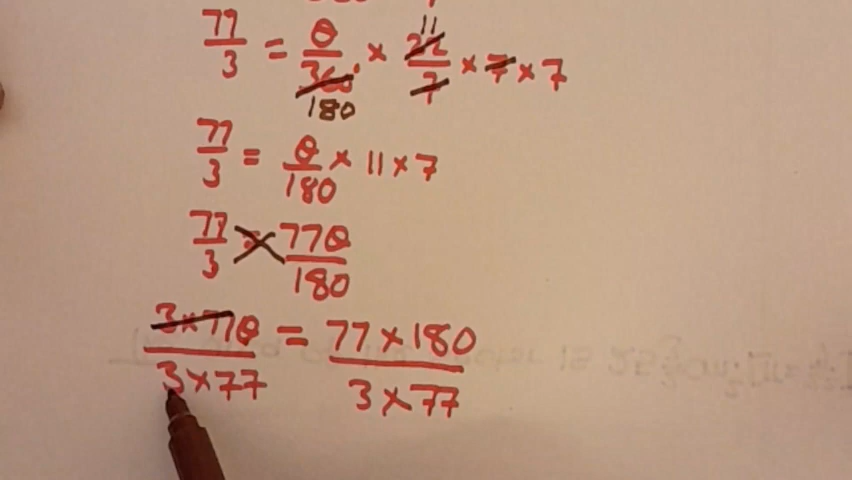 77/3 = θ/360 × 22/7 × 7 × 7
11
180
77/3 = θ/180 × 11 × 7
77/3 = 77θ/180
3×77θ/3×77 = 77×180/3×77